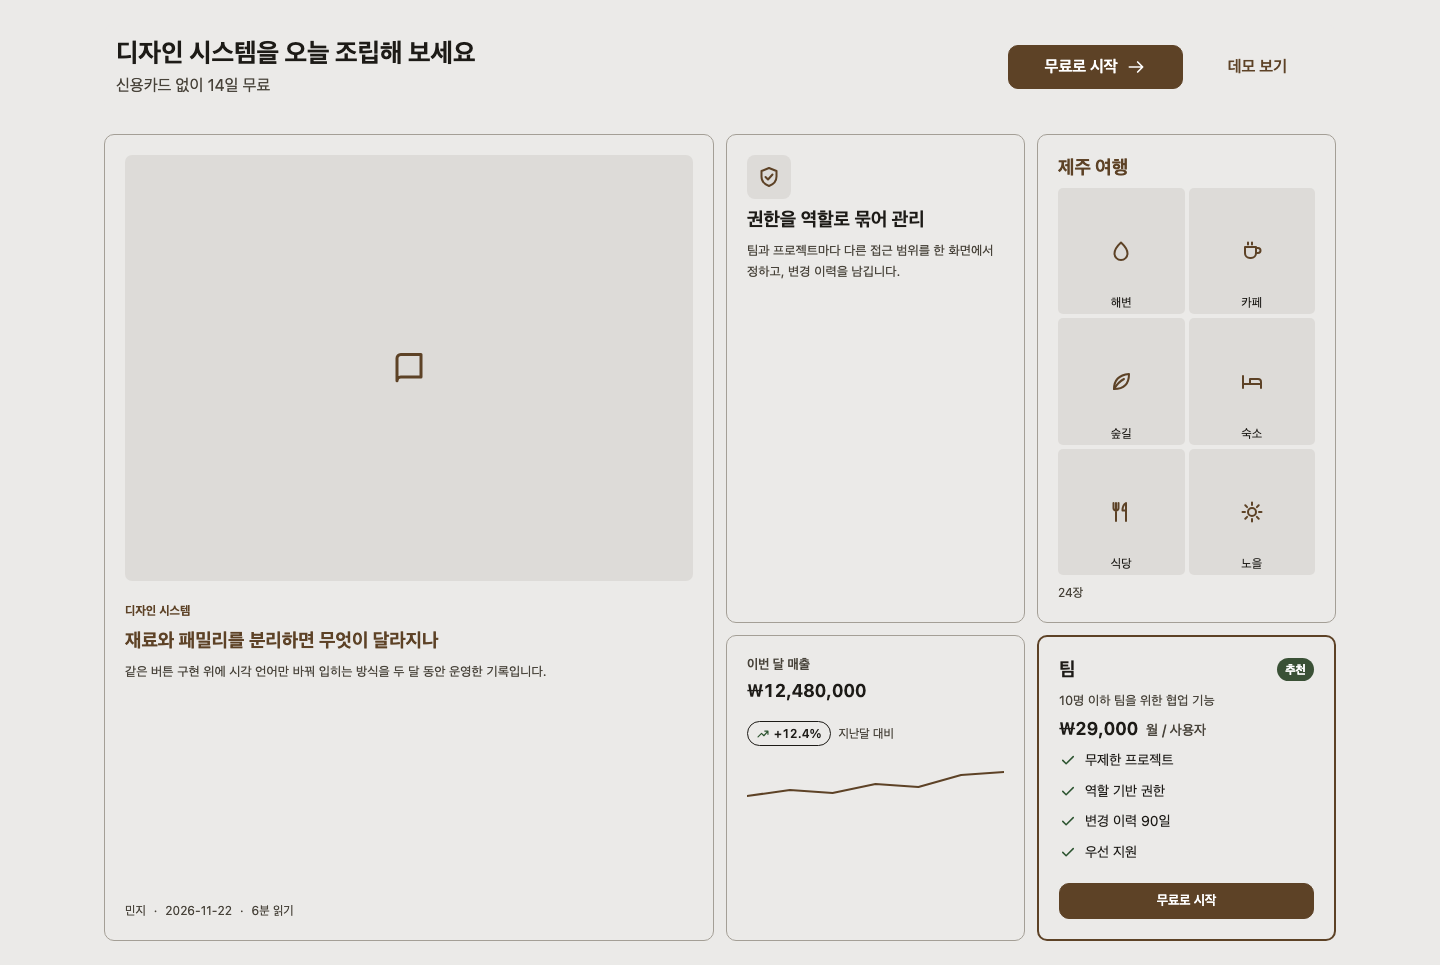 디자인 시스템을 오늘 조립해 보세요
신용카드 없이 14일 무료
무료로 시작
데모 보기
디자인 시스템
재료와 패밀리를 분리하면 무엇이 달라지나
같은 버튼 구현 위에 시각 언어만 바꿔 입히는 방식을 두 달 동안 운영한 기록입니다.
민지 · 2026-11-22 · 6분 읽기
권한을 역할로 묶어 관리
팀과 프로젝트마다 다른 접근 범위를 한 화면에서
정하고, 변경 이력을 남깁니다.
제주 여행
해변
카페
숲길
숙소
식당
노을
24장
이번 달 매출
₩12,480,000
+12.4% 지난달 대비
팀
추천
10명 이하 팀을 위한 협업 기능
₩29,000 월 / 사용자
무제한 프로젝트
역할 기반 권한
변경 이력 90일
우선 지원
무료로 시작